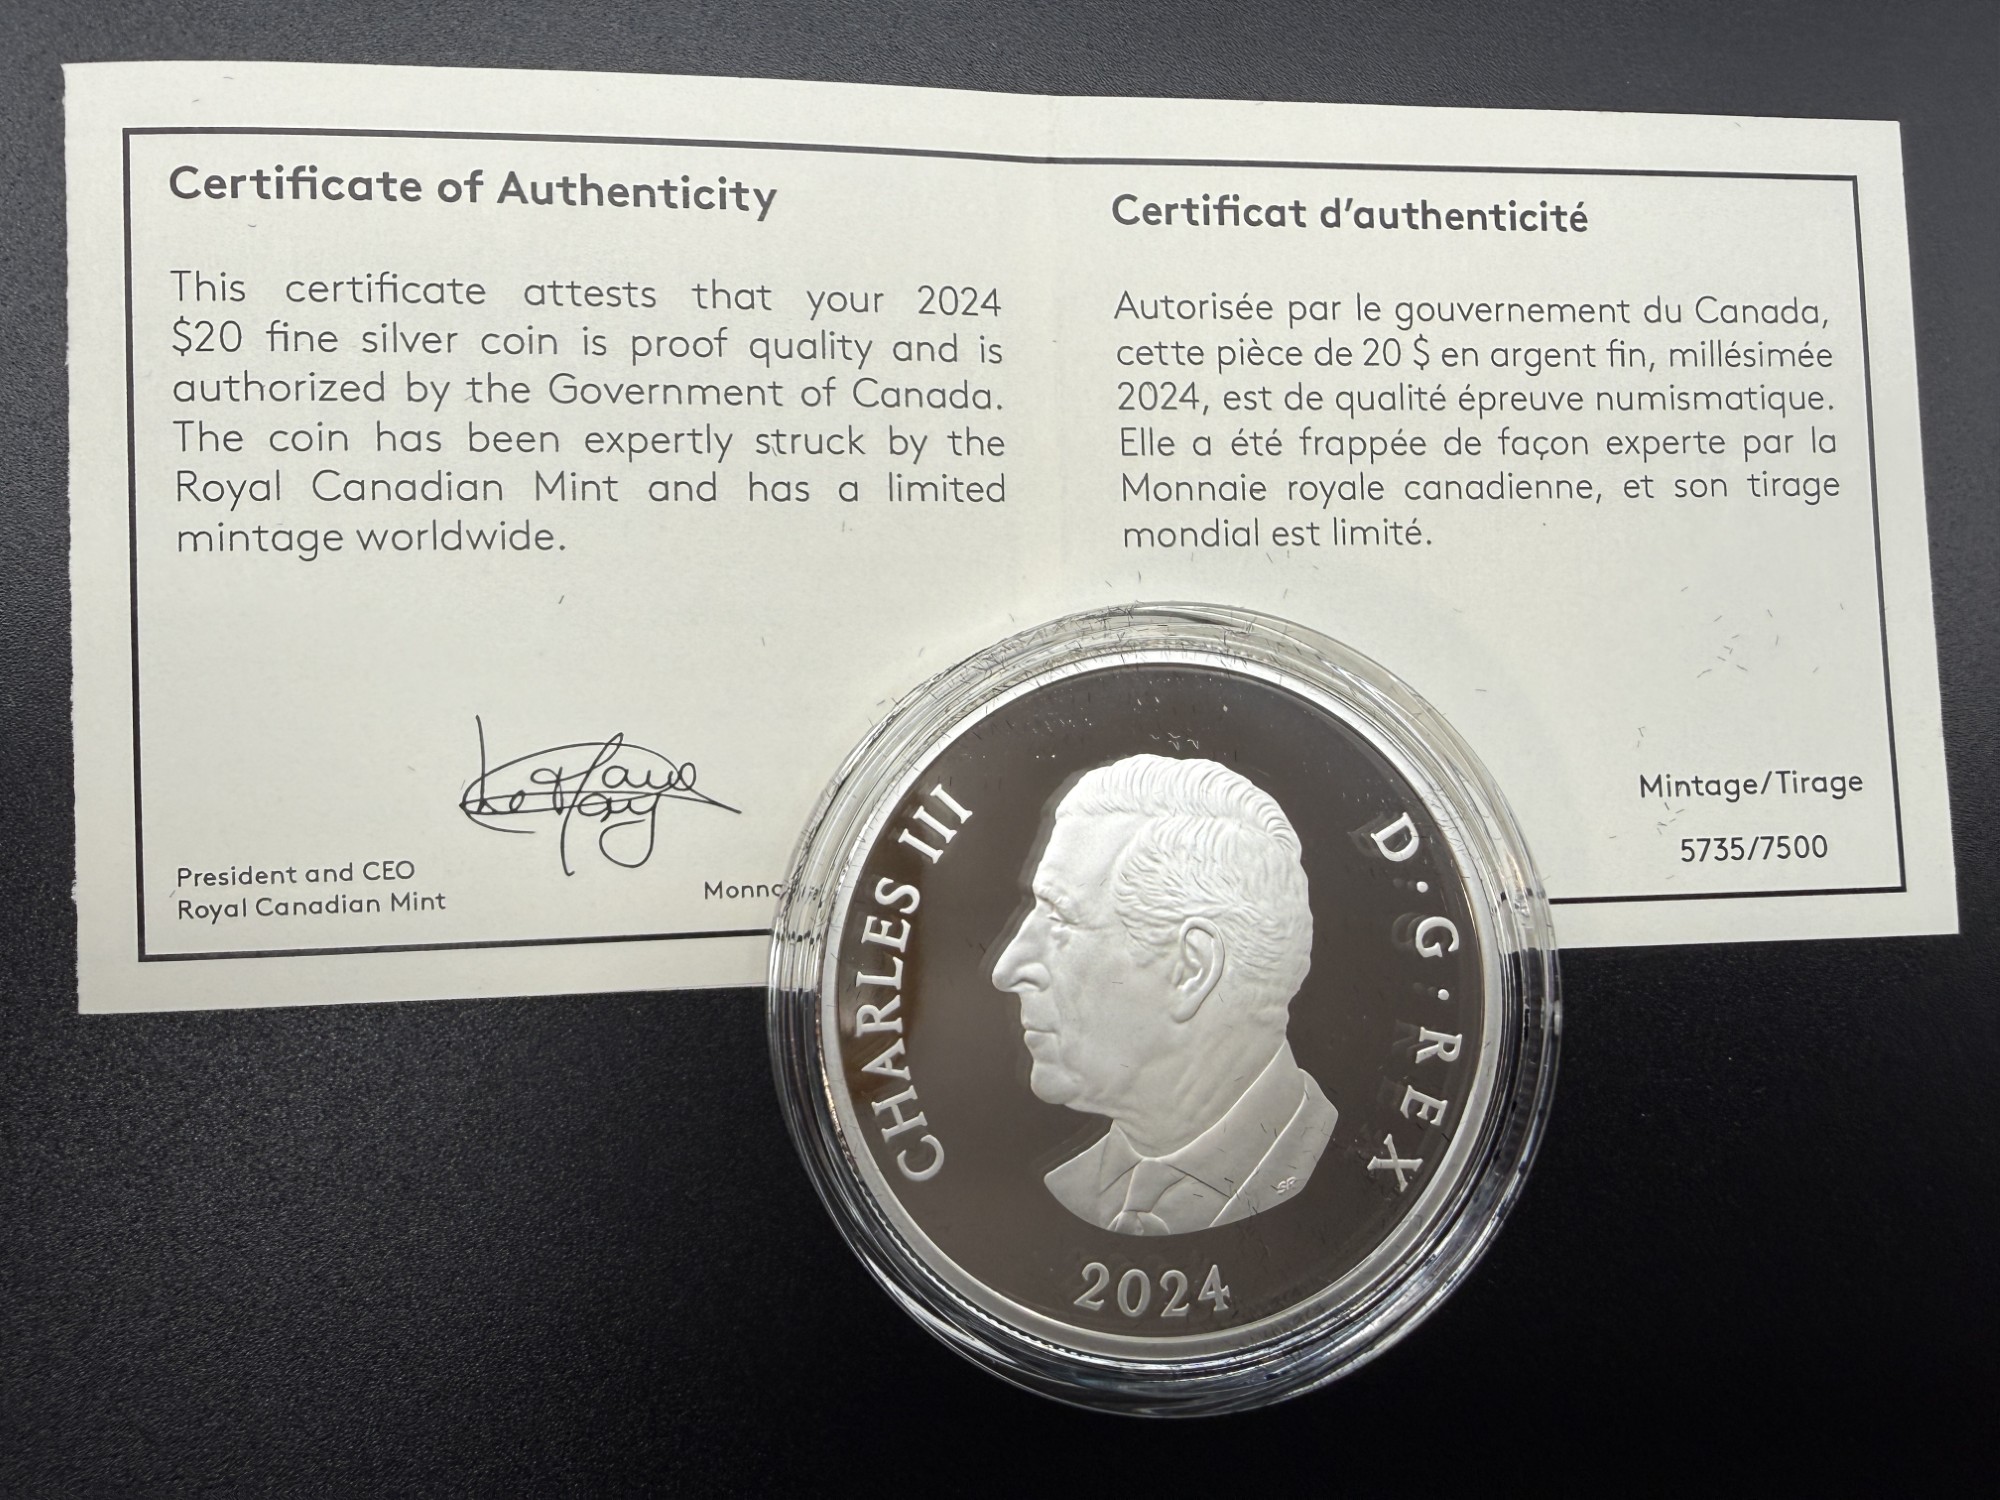 Certificate of Authenticity
This certificate attests that your 2024
$20 fine silver coin is proof quality and is
authorized by the Government of Canada.
The coin has been expertly struck by the
Royal Canadian Mint and has a limited
mintage worldwide.
President and CEO
Royal Canadian Mint
Certificat d'authenticité
Autorisée par le gouvernement du Canada,
cette pièce de 20 $ en argent fin, millésimée
2024, est de qualité épreuve numismatique.
Elle a été frappée de façon experte par la
Monnaie royale canadienne, et son tirage
mondial est limité.
Mintage/Tirage
5735/7500
CHARLES III
D·G·REX
SR
2024